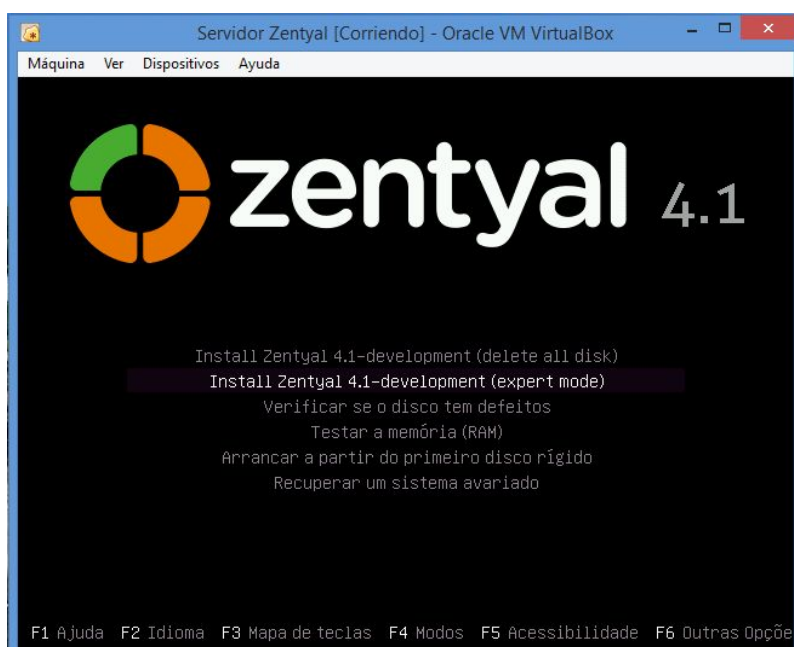 Servidor Zentyal [Corriendo] - Oracle VM VirtualBox
Máquina Ver Dispositivos Ayuda
zentyal 4.1
Install Zentyal 4.1-development (delete all disk)
Install Zentyal 4.1-development (expert mode)
Verificar se o disco tem defeitos
Testar a memória (RAM)
Arrancar a partir do primeiro disco rígido
Recuperar um sistema avariado
F1 Ajuda F2 Idioma F3 Mapa de teclas F4 Modos F5 Acessibilidade F6 Outras Opçõe